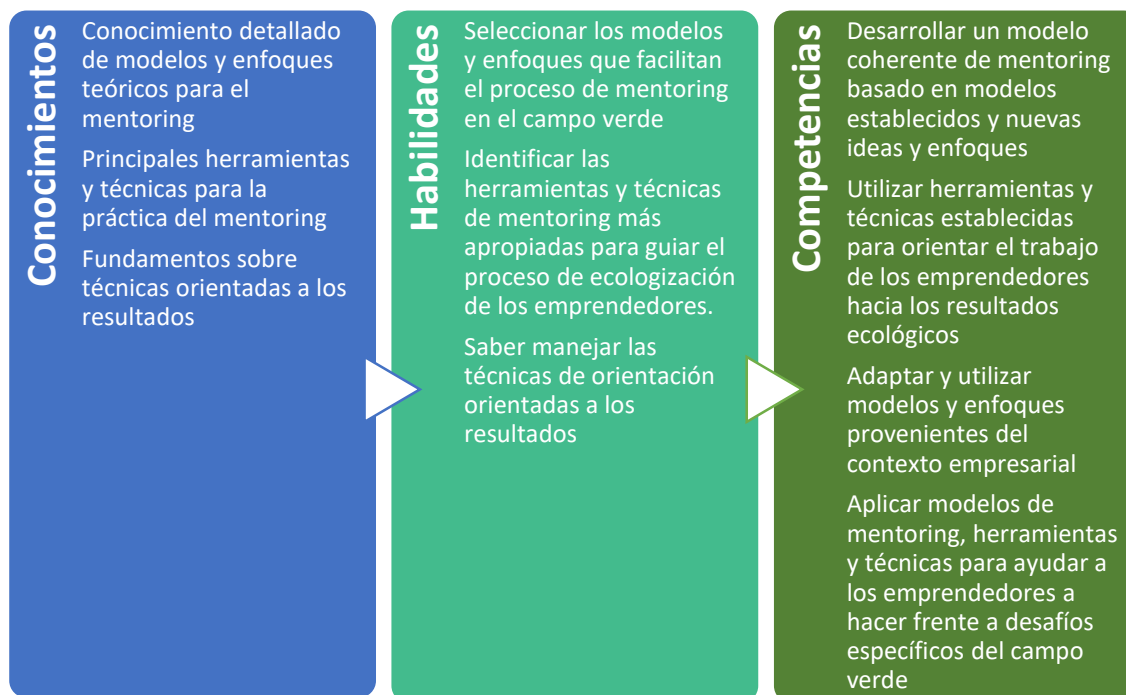 Conocimientos
Conocimiento detallado
de modelos y enfoques
teóricos para el
mentoring
Principales herramientas
y técnicas para la
práctica del mentoring
Fundamentos sobre
técnicas orientadas a los
resultados
Habilidades
Seleccionar los modelos
y enfoques que facilitan
el proceso de mentoring
en el campo verde
Identificar las
herramientas y técnicas
de mentoring más
apropiadas para guiar el
proceso de ecologización
de los emprendedores.
Saber manejar las
técnicas de orientación
orientadas a los
resultados
Competencias
Desarrollar un modelo
coherente de mentoring
basado en modelos
establecidos y nuevas
ideas y enfoques
Utilizar herramientas y
técnicas establecidas
para orientar el trabajo
de los emprendedores
hacia los resultados
ecológicos
Adaptar y utilizar
modelos y enfoques
provenientes del
contexto empresarial
Aplicar modelos de
mentoring, herramientas
y técnicas para ayudar a
los emprendedores a
hacer frente a desafíos
específicos del campo
verde